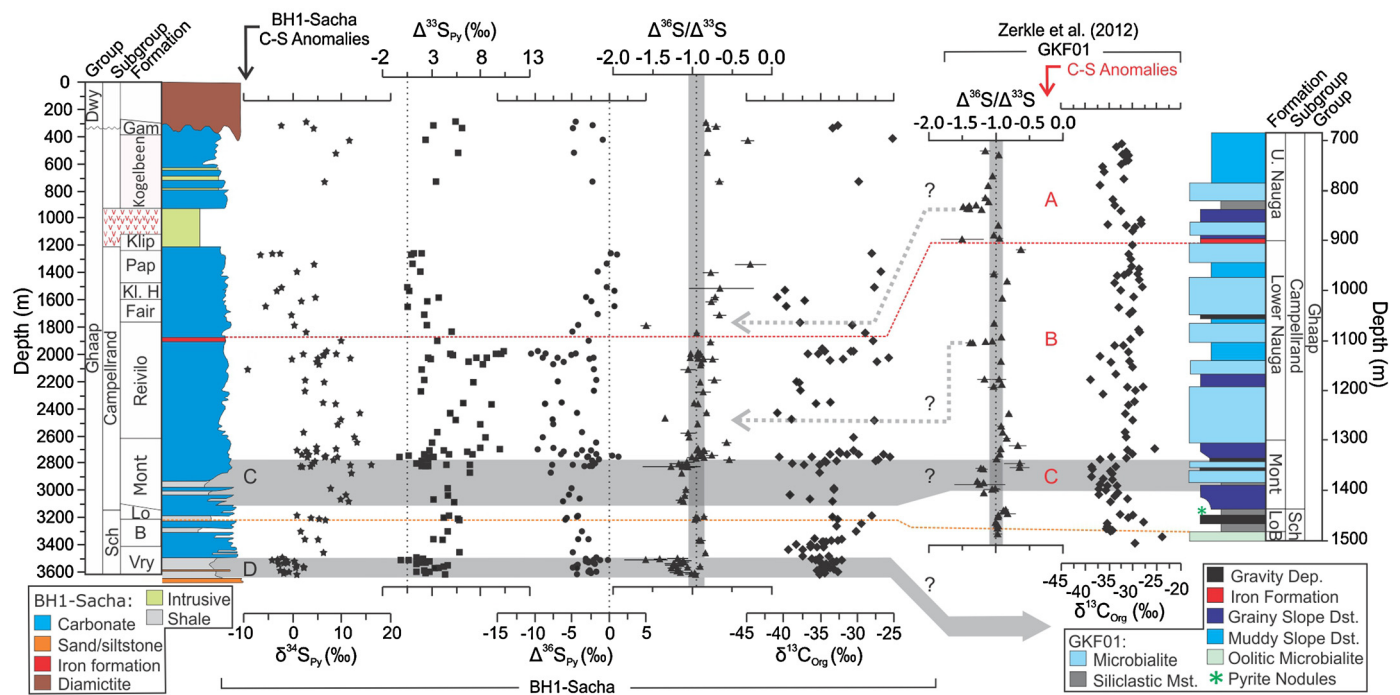 BH1-Sacha
C-S Anomalies
Group
Subgroup
Formation
Δ³³S_Py (‰)
-2 3 8 13
Δ³⁶S/Δ³³S
-2.0 -1.5 -1.0 -0.5 0.0
Zerkle et al. (2012)
GKF01
C-S Anomalies
Δ³⁶S/Δ³³S
-2.0 -1.5 -1.0 -0.5 0.0
Formation
Subgroup
Group
Depth (m)
0
200
400
600
800
1000
1200
1400
1600
1800
2000
2200
2400
2600
2800
3000
3200
3400
3600
Dwy
Ghaap
Campellrand
Sch
Gam
Kogelbeen
Klip
Pap
Kl. H
Fair
Reivilo
Mont
Lo
B
Vry
C
D
?
?
?
?
A
B
C
U. Nauga
Lower Nauga
Mont
Lo
B
Campellrand
Sch
Ghaap
*
700
800
900
1000
1100
1200
1300
1400
1500
Depth (m)
BH1-Sacha:
Carbonate
Sand/siltstone
Iron formation
Diamictite
Intrusive
Shale
-10 0 10 20
δ³⁴S_Py (‰)
-15 -10 -5 0 5
Δ³⁶S_Py (‰)
-45 -40 -35 -30 -25
δ¹³C_Org (‰)
BH1-Sacha
-45 -40 -35 -30 -25 -20
δ¹³C_Org (‰)
GKF01:
Microbialite
Siliclastic Mst.
Gravity Dep.
Iron Formation
Grainy Slope Dst.
Muddy Slope Dst.
Oolitic Microbialite
* Pyrite Nodules